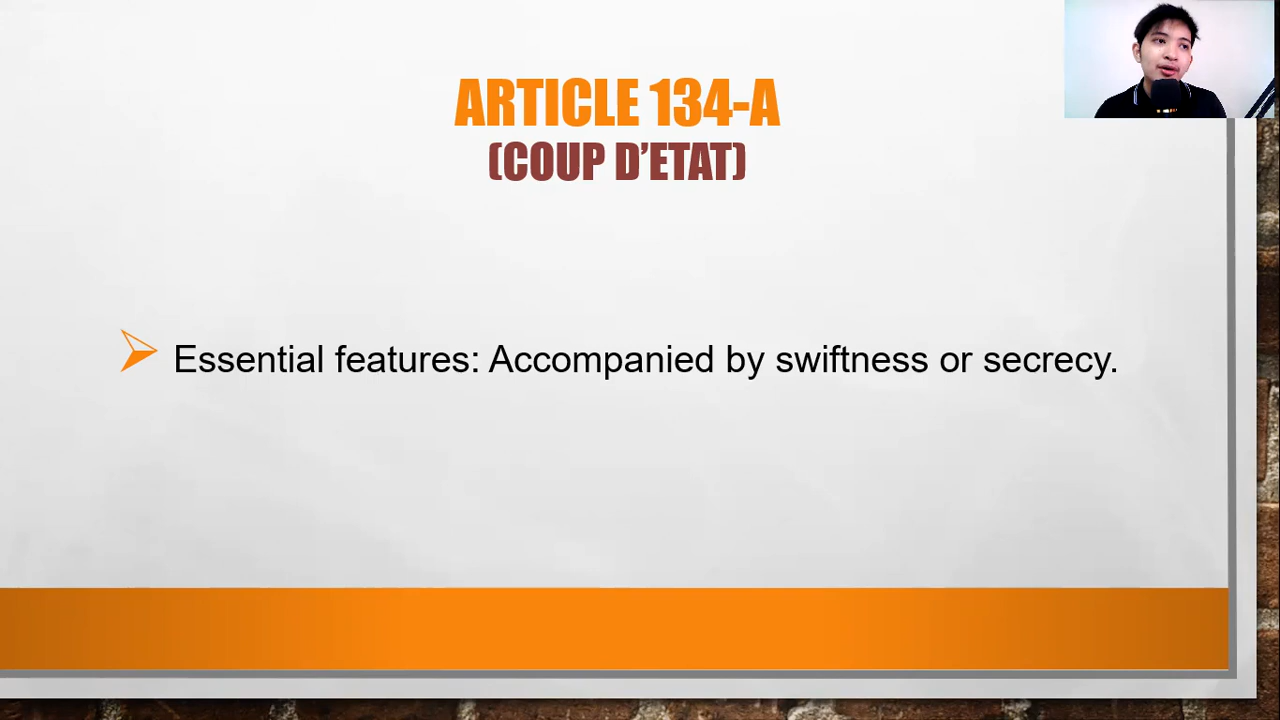 ARTICLE 134-A
(COUP D’ETAT)
Essential features: Accompanied by swiftness or secrecy.